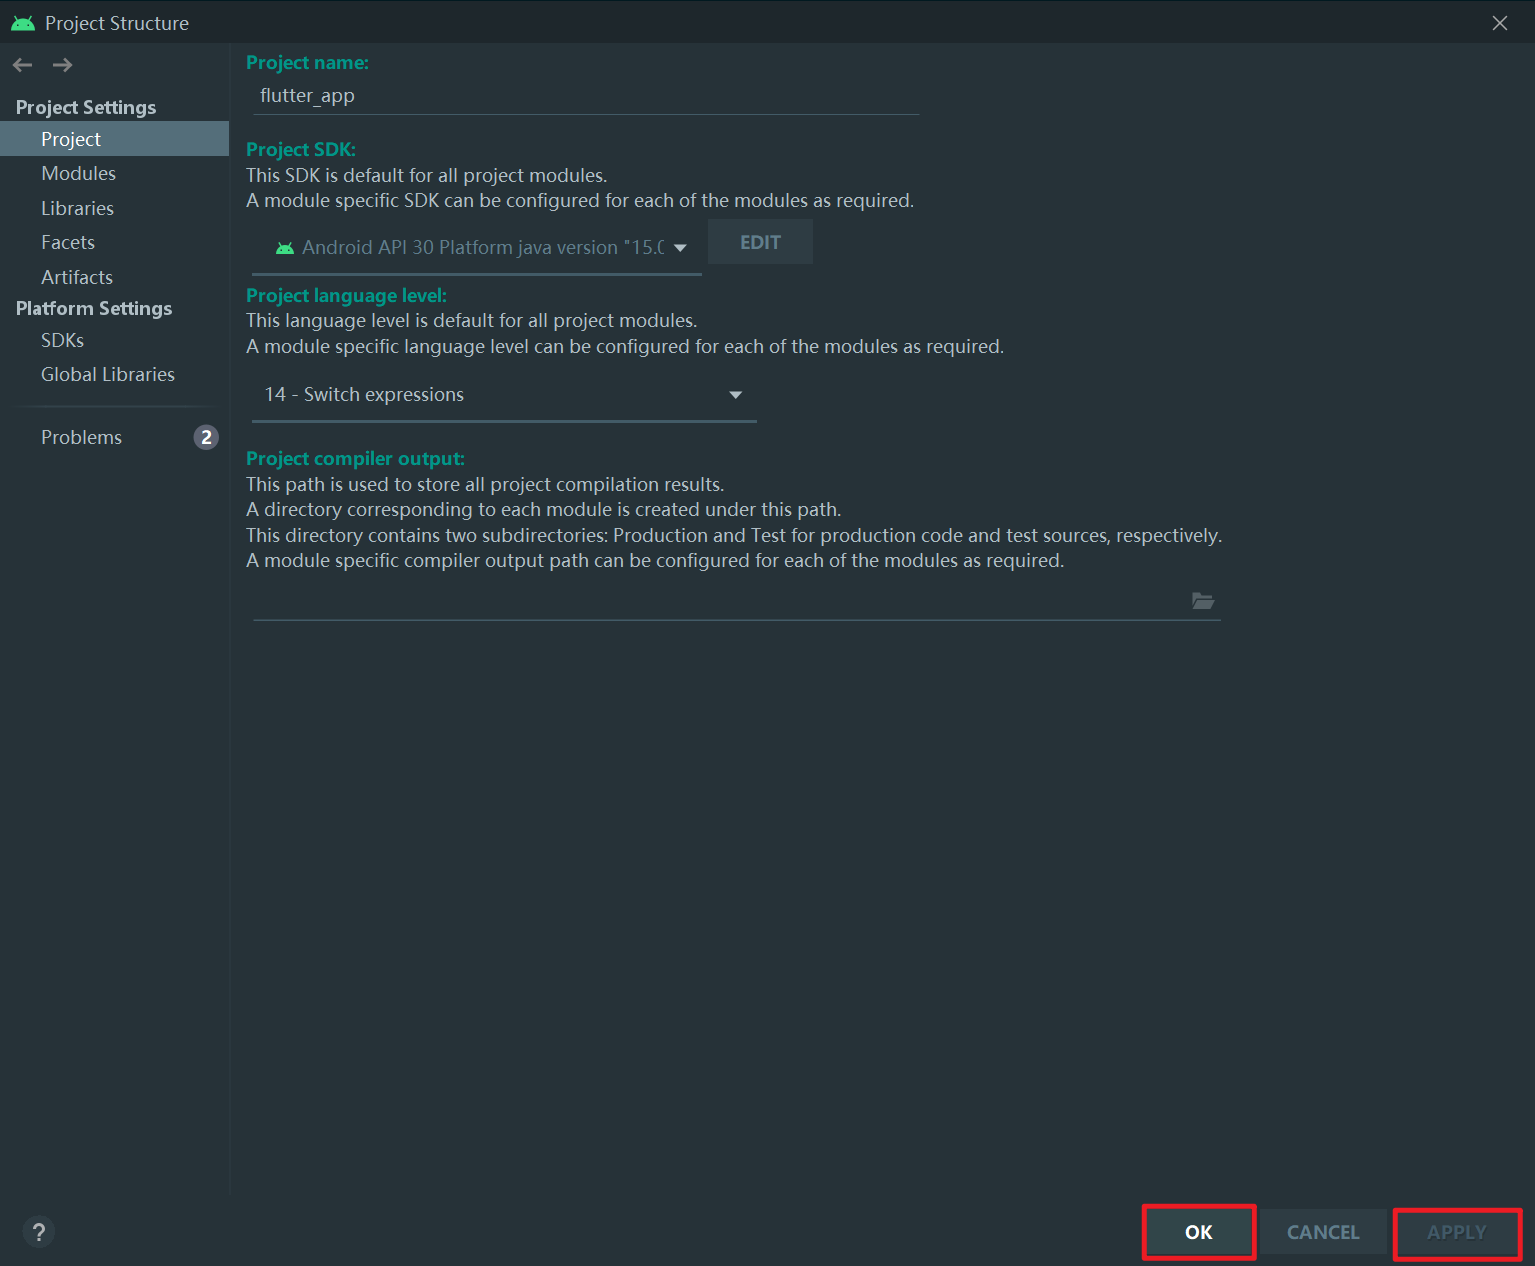 Project Structure
Project Settings
Project
Modules
Libraries
Facets
Artifacts
Platform Settings
SDKs
Global Libraries
Problems 2
Project name:
flutter_app
Project SDK:
This SDK is default for all project modules.
A module specific SDK can be configured for each of the modules as required.
Android API 30 Platform java version "15.0
EDIT
Project language level:
This language level is default for all project modules.
A module specific language level can be configured for each of the modules as required.
14 - Switch expressions
Project compiler output:
This path is used to store all project compilation results.
A directory corresponding to each module is created under this path.
This directory contains two subdirectories: Production and Test for production code and test sources, respectively.
A module specific compiler output path can be configured for each of the modules as required.
?
OK
CANCEL
APPLY